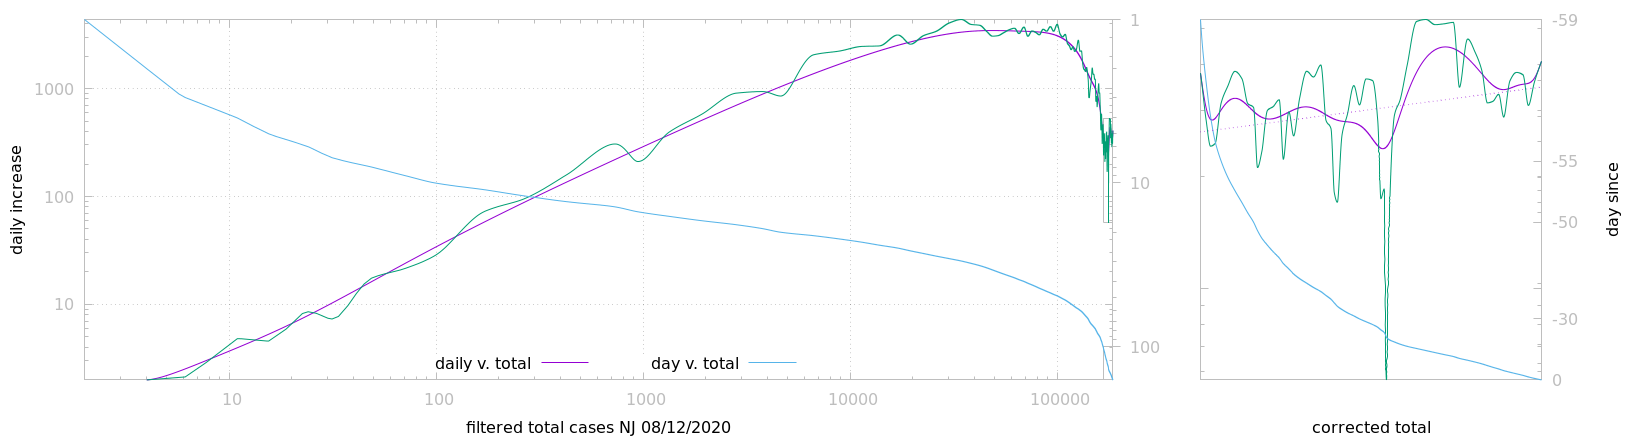 1000
100
10
daily increase
10
100
1000
10000
100000
filtered total cases NJ 08/12/2020
daily v. total
day v. total
1
10
100
-59
-55
-50
-30
0
day since
corrected total